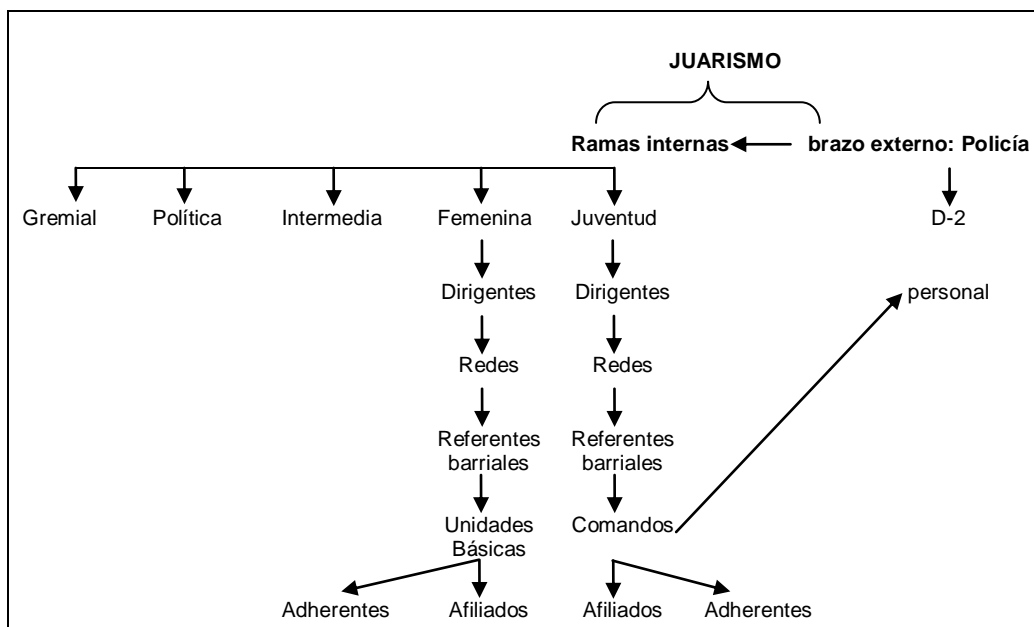 JUARISMO
Ramas internas
brazo externo: Policía
Gremial
Política
Intermedia
Femenina
Juventud
D-2
Dirigentes
Dirigentes
personal
Redes
Redes
Referentes
barriales
Referentes
barriales
Unidades
Básicas
Comandos
Adherentes
Afiliados
Afiliados
Adherentes